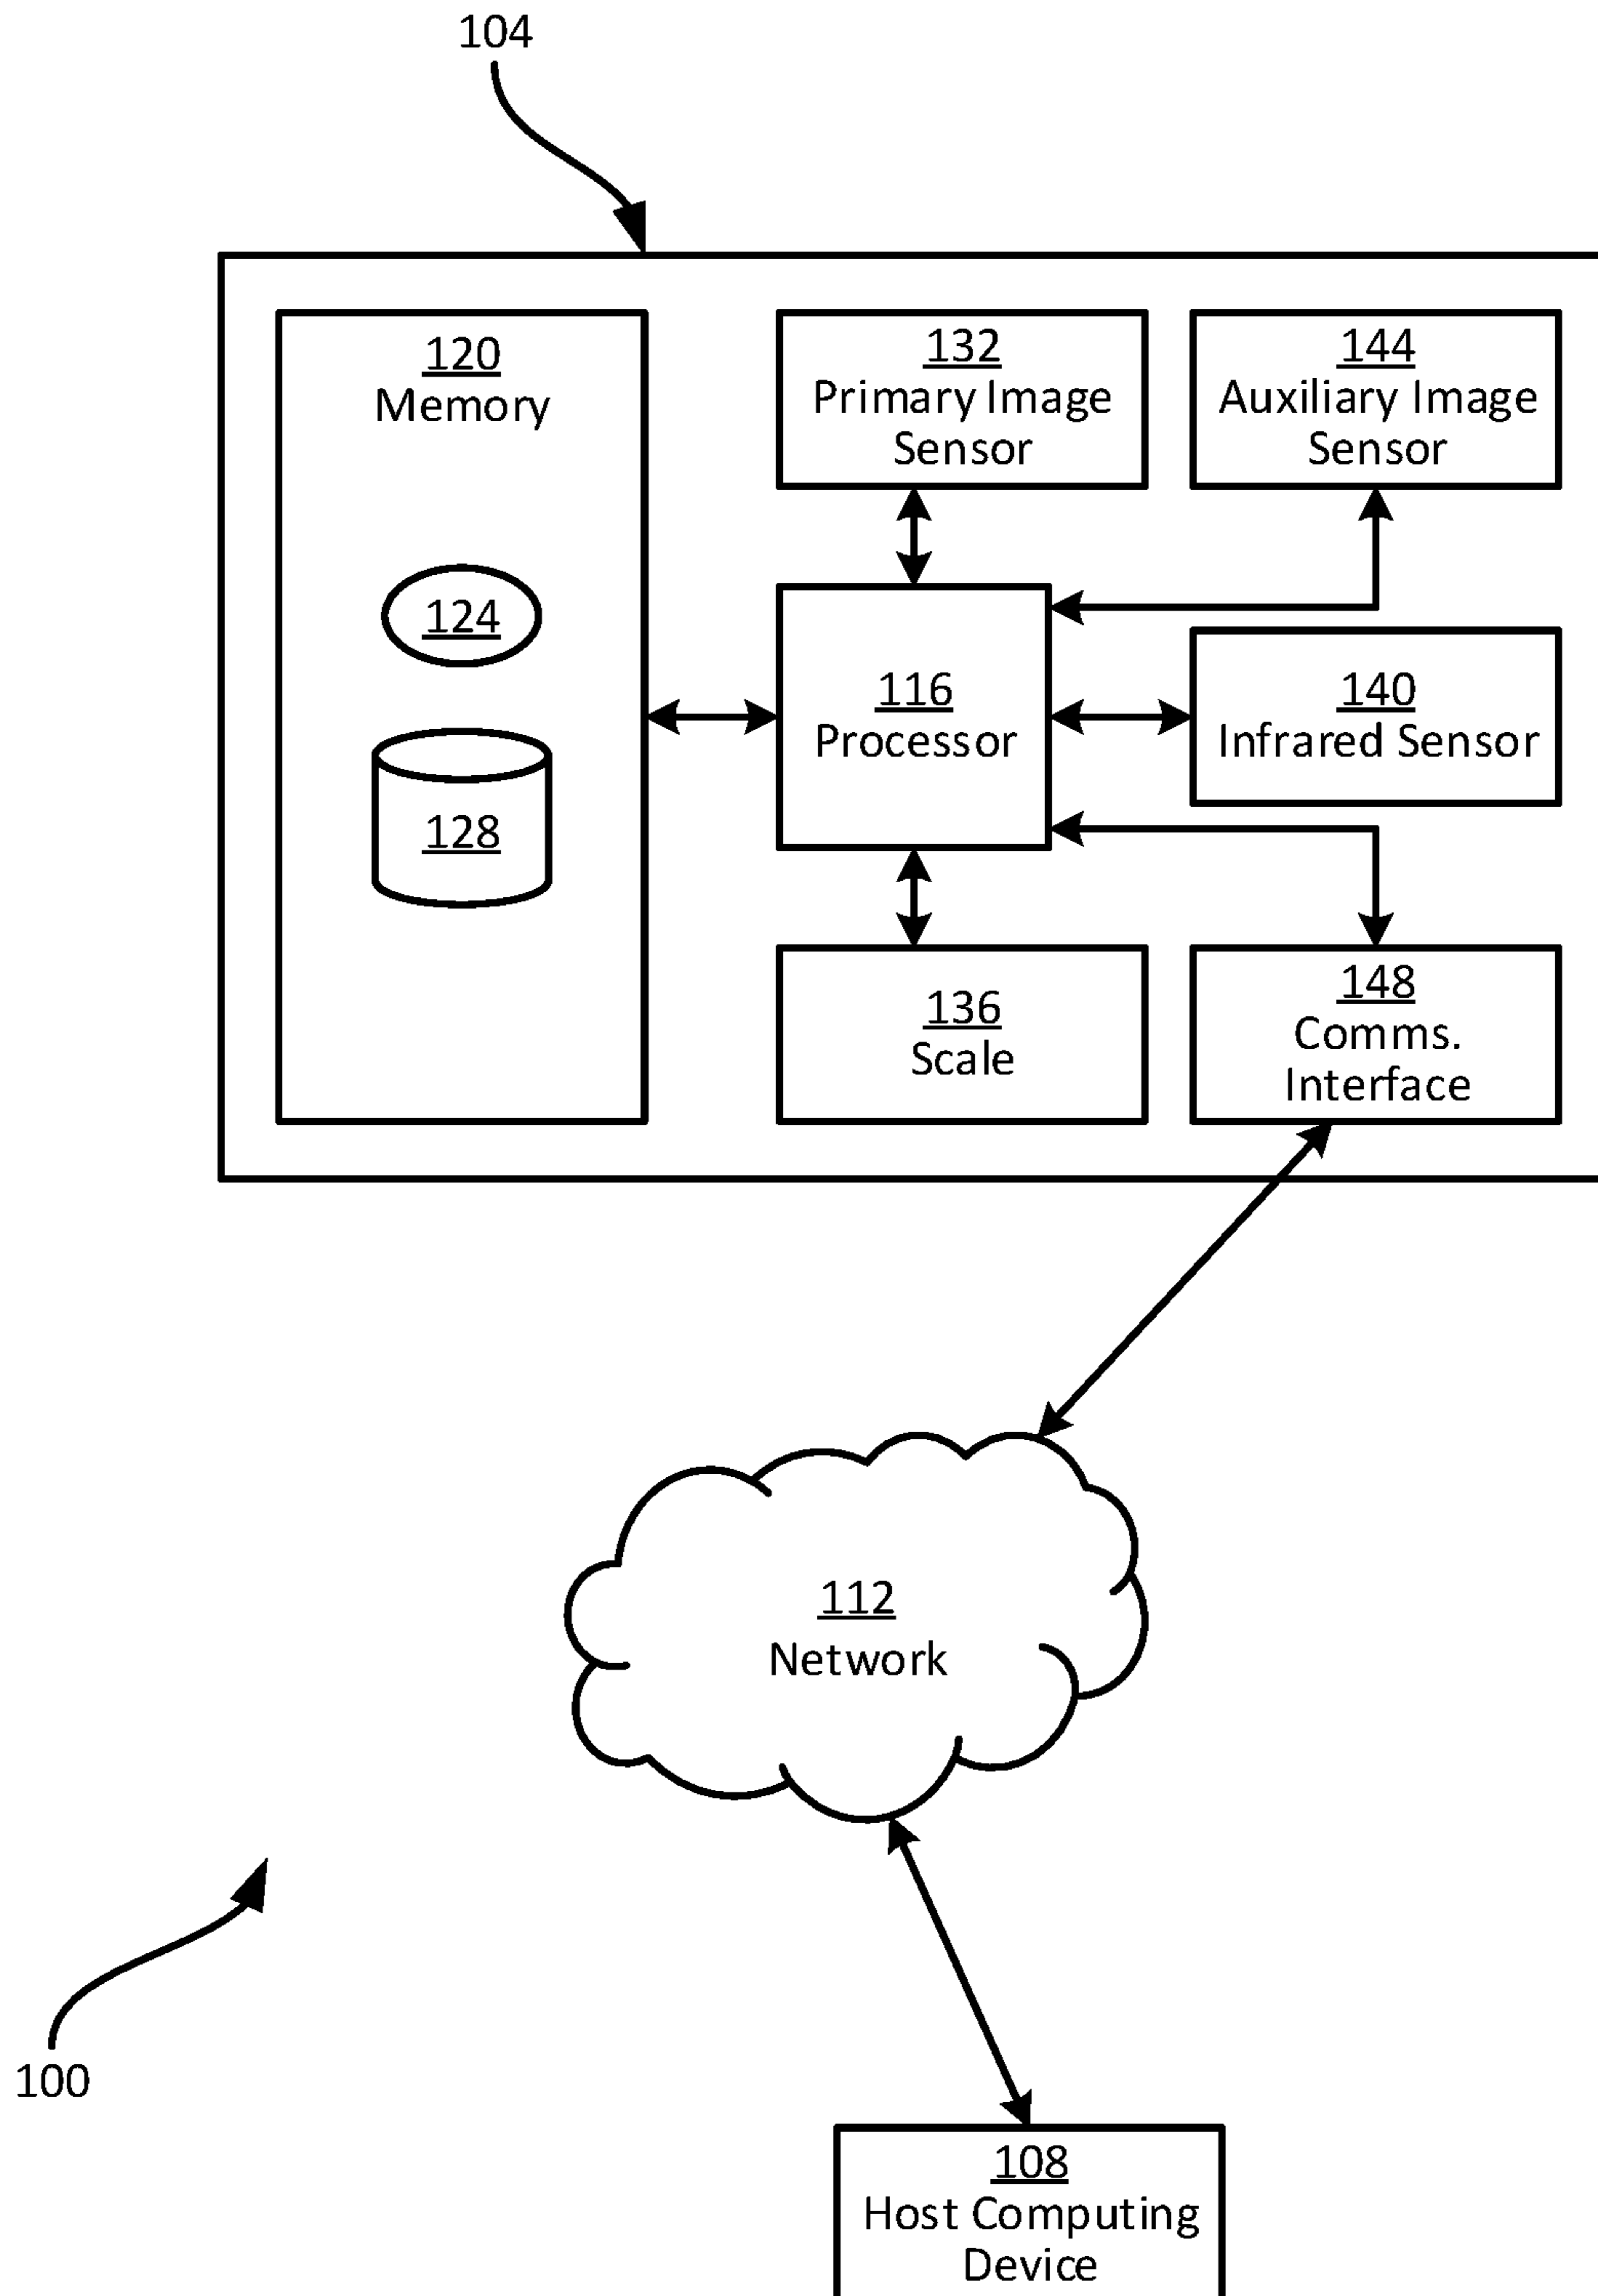 104
120
Memory
132
Primary Image
Sensor
144
Auxiliary Image
Sensor
124
116
Processor
140
Infrared Sensor
128
136
Scale
148
Comms.
Interface
112
Network
100
108
Host Computing
Device